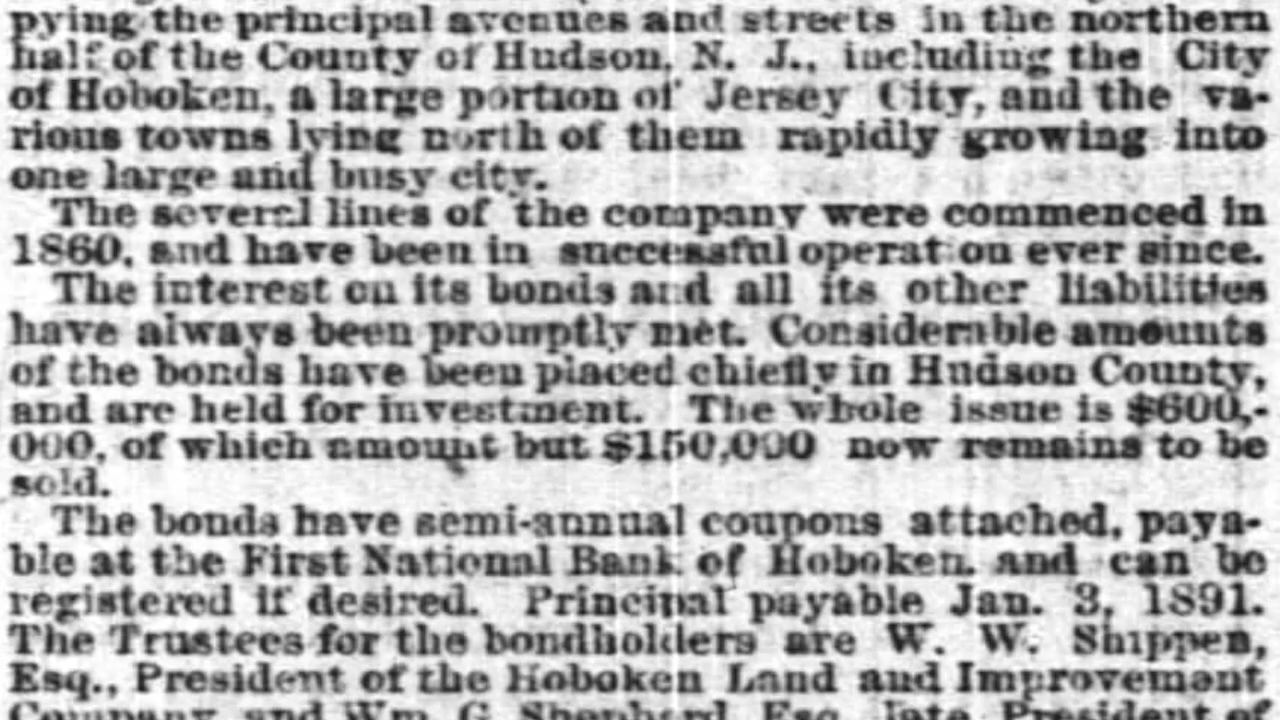 pying the principal avenues and streets in the northern
half of the County of Hudson, N. J., including the City
of Hoboken, a large portion of Jersey City, and the va-
rious towns lying north of them rapidly growing into
one large and busy city.
The several lines of the company were commenced in
1860, and have been in successful operation ever since.
The interest on its bonds and all its other liabilities
have always been promptly met. Considerable amounts
of the bonds have been placed chiefly in Hudson County,
and are held for investment. The whole issue is $600,-
000, of which amount but $150,000 now remains to be
sold.
The bonds have semi-annual coupons attached, paya-
ble at the First National Bank of Hoboken, and can be
registered if desired. Principal payable Jan. 3, 1891.
The Trustees for the bondholders are W. W. Shippen,
Esq., President of the Hoboken Land and Improvement
Company, and Wm. G. Shepherd, Esq., late President of